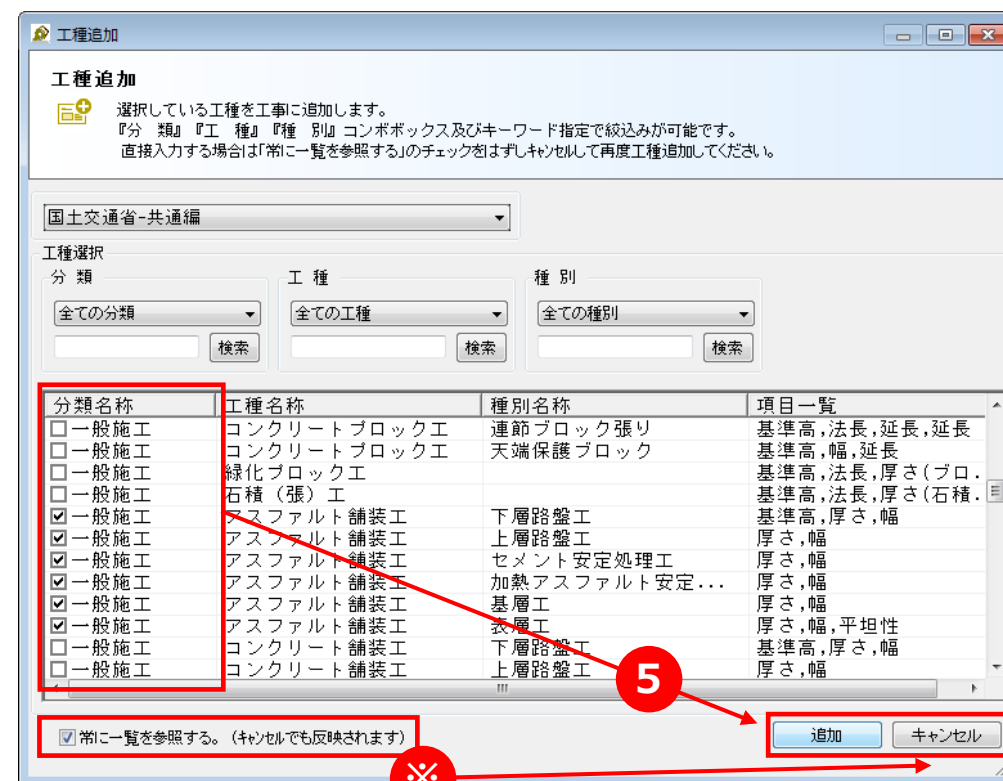 工種追加
工種追加
選択している工種を工事に追加します。
『分　類』『工　種』『種　別』コンボボックス及びキーワード指定で絞込みが可能です。
直接入力する場合は「常に一覧を参照する」のチェックをはずしキャンセルして再度工種追加してください。
国土交通省-共通編
工種選択
分 類 工 種 種 別
全ての分類 全ての工種 全ての種別
検索 検索 検索
分類名称 工種名称 種別名称 項目一覧
一般施工 コンクリートブロック工 連節ブロック張り 基準高,法長,延長,延長
一般施工 コンクリートブロック工 天端保護ブロック 基準高,幅,延長
一般施工 緑化ブロック工 基準高,法長,厚さ(ブロ.
一般施工 石積（張）工 基準高,法長,厚さ(石積.
一般施工 アスファルト舗装工 下層路盤工 基準高,厚さ,幅
一般施工 アスファルト舗装工 上層路盤工 厚さ,幅
一般施工 アスファルト舗装工 セメント安定処理工 厚さ,幅
一般施工 アスファルト舗装工 加熱アスファルト安定... 厚さ,幅
一般施工 アスファルト舗装工 基層工 厚さ,幅
一般施工 アスファルト舗装工 表層工 厚さ,幅,平坦性
一般施工 コンクリート舗装工 下層路盤工 基準高,厚さ,幅
一般施工 コンクリート舗装工 上層路盤工 厚さ,幅
5
常に一覧を参照する。（キャンセルでも反映されます） 追加 キャンセル
※